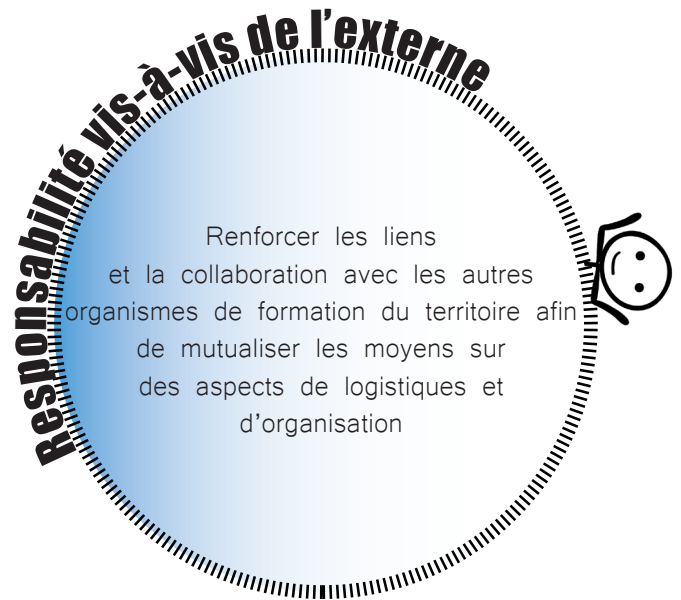 Responsabilité vis-à-vis de l'externe
Renforcer les liens
et la collaboration avec les autres
organismes de formation du territoire afin
de mutualiser les moyens sur
des aspects de logistiques et
d'organisation